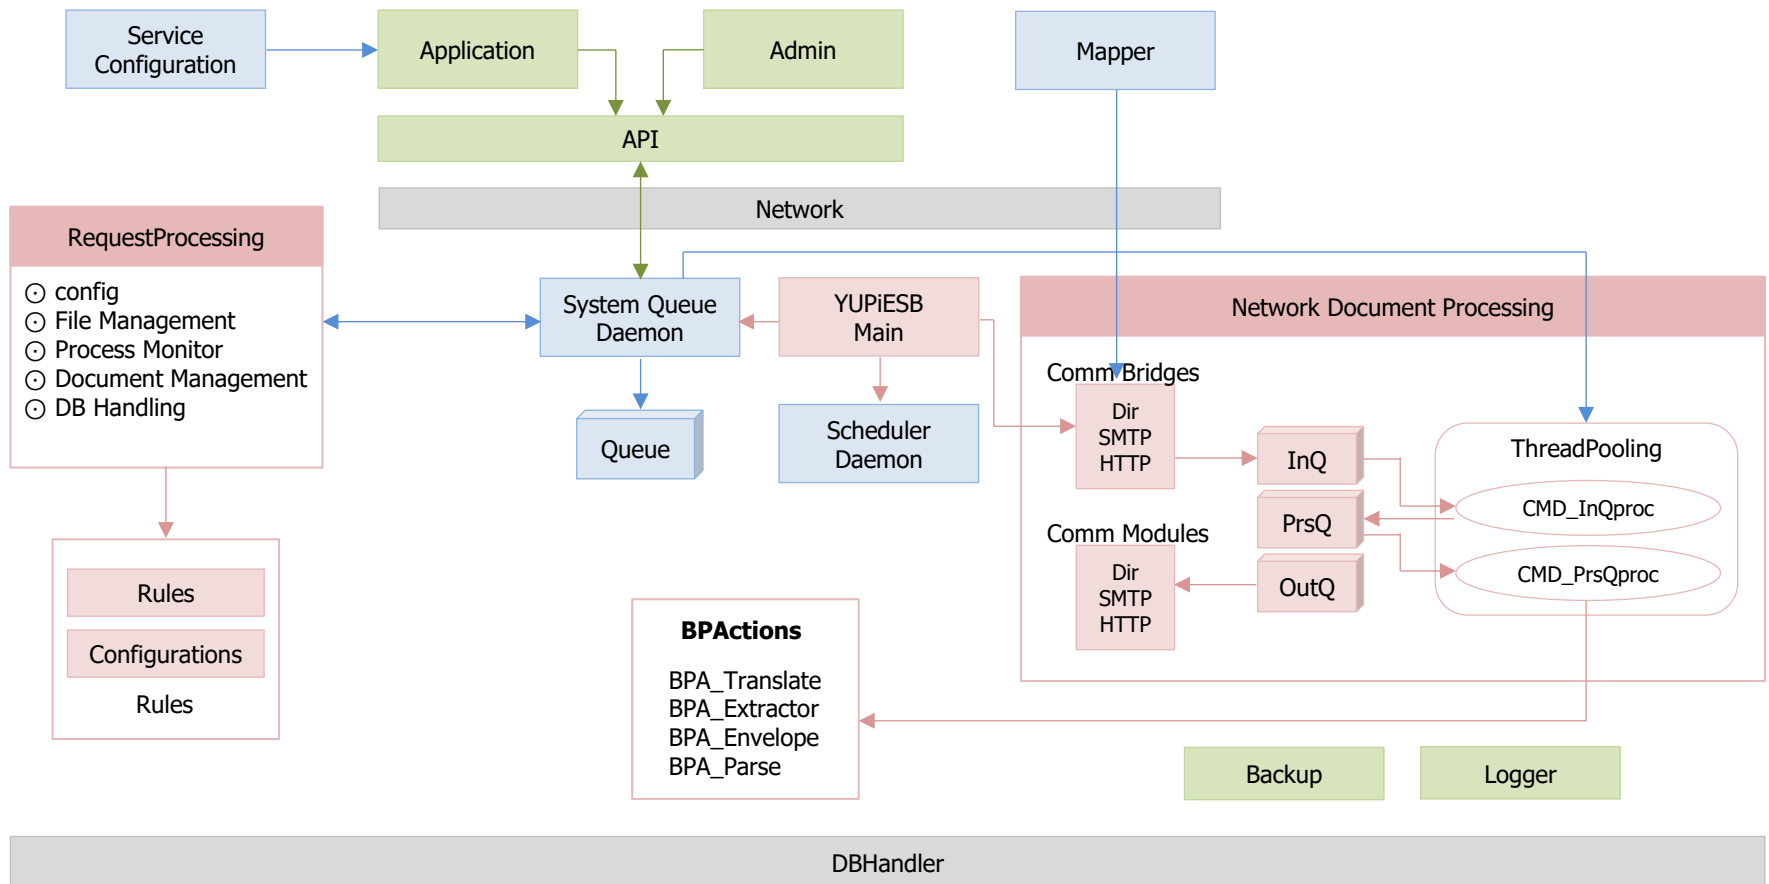 Service
Configuration
Application
Admin
Mapper
API
Network
RequestProcessing
⊙ config
⊙ File Management
⊙ Process Monitor
⊙ Document Management
⊙ DB Handling
System Queue
Daemon
YUPiESB
Main
Queue
Scheduler
Daemon
Network Document Processing
Comm Bridges
Dir
SMTP
HTTP
InQ
PrsQ
OutQ
ThreadPooling
CMD_InQproc
CMD_PrsQproc
Comm Modules
Dir
SMTP
HTTP
Rules
Configurations
Rules
BPActions
BPA_Translate
BPA_Extractor
BPA_Envelope
BPA_Parse
Backup
Logger
DBHandler